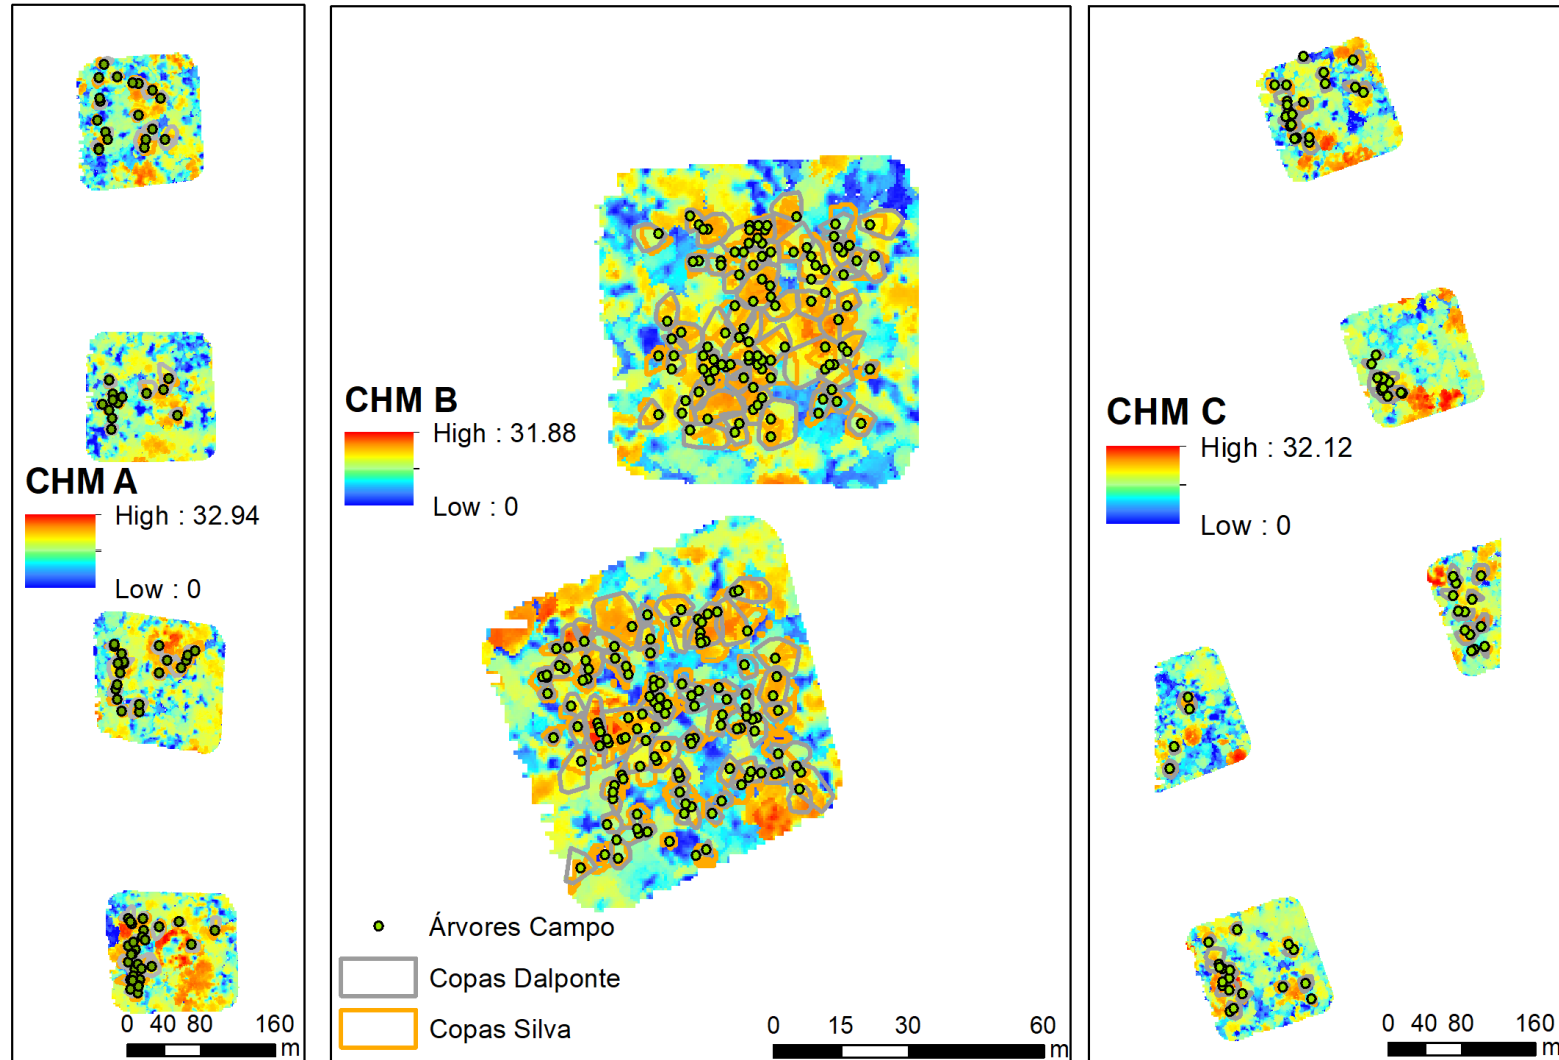 CHM A
High : 32.94
Low : 0
0 40 80 160
m
CHM B
High : 31.88
Low : 0
Árvores Campo
Copas Dalponte
Copas Silva
0 15 30 60
m
CHM C
High : 32.12
Low : 0
0 40 80 160
m